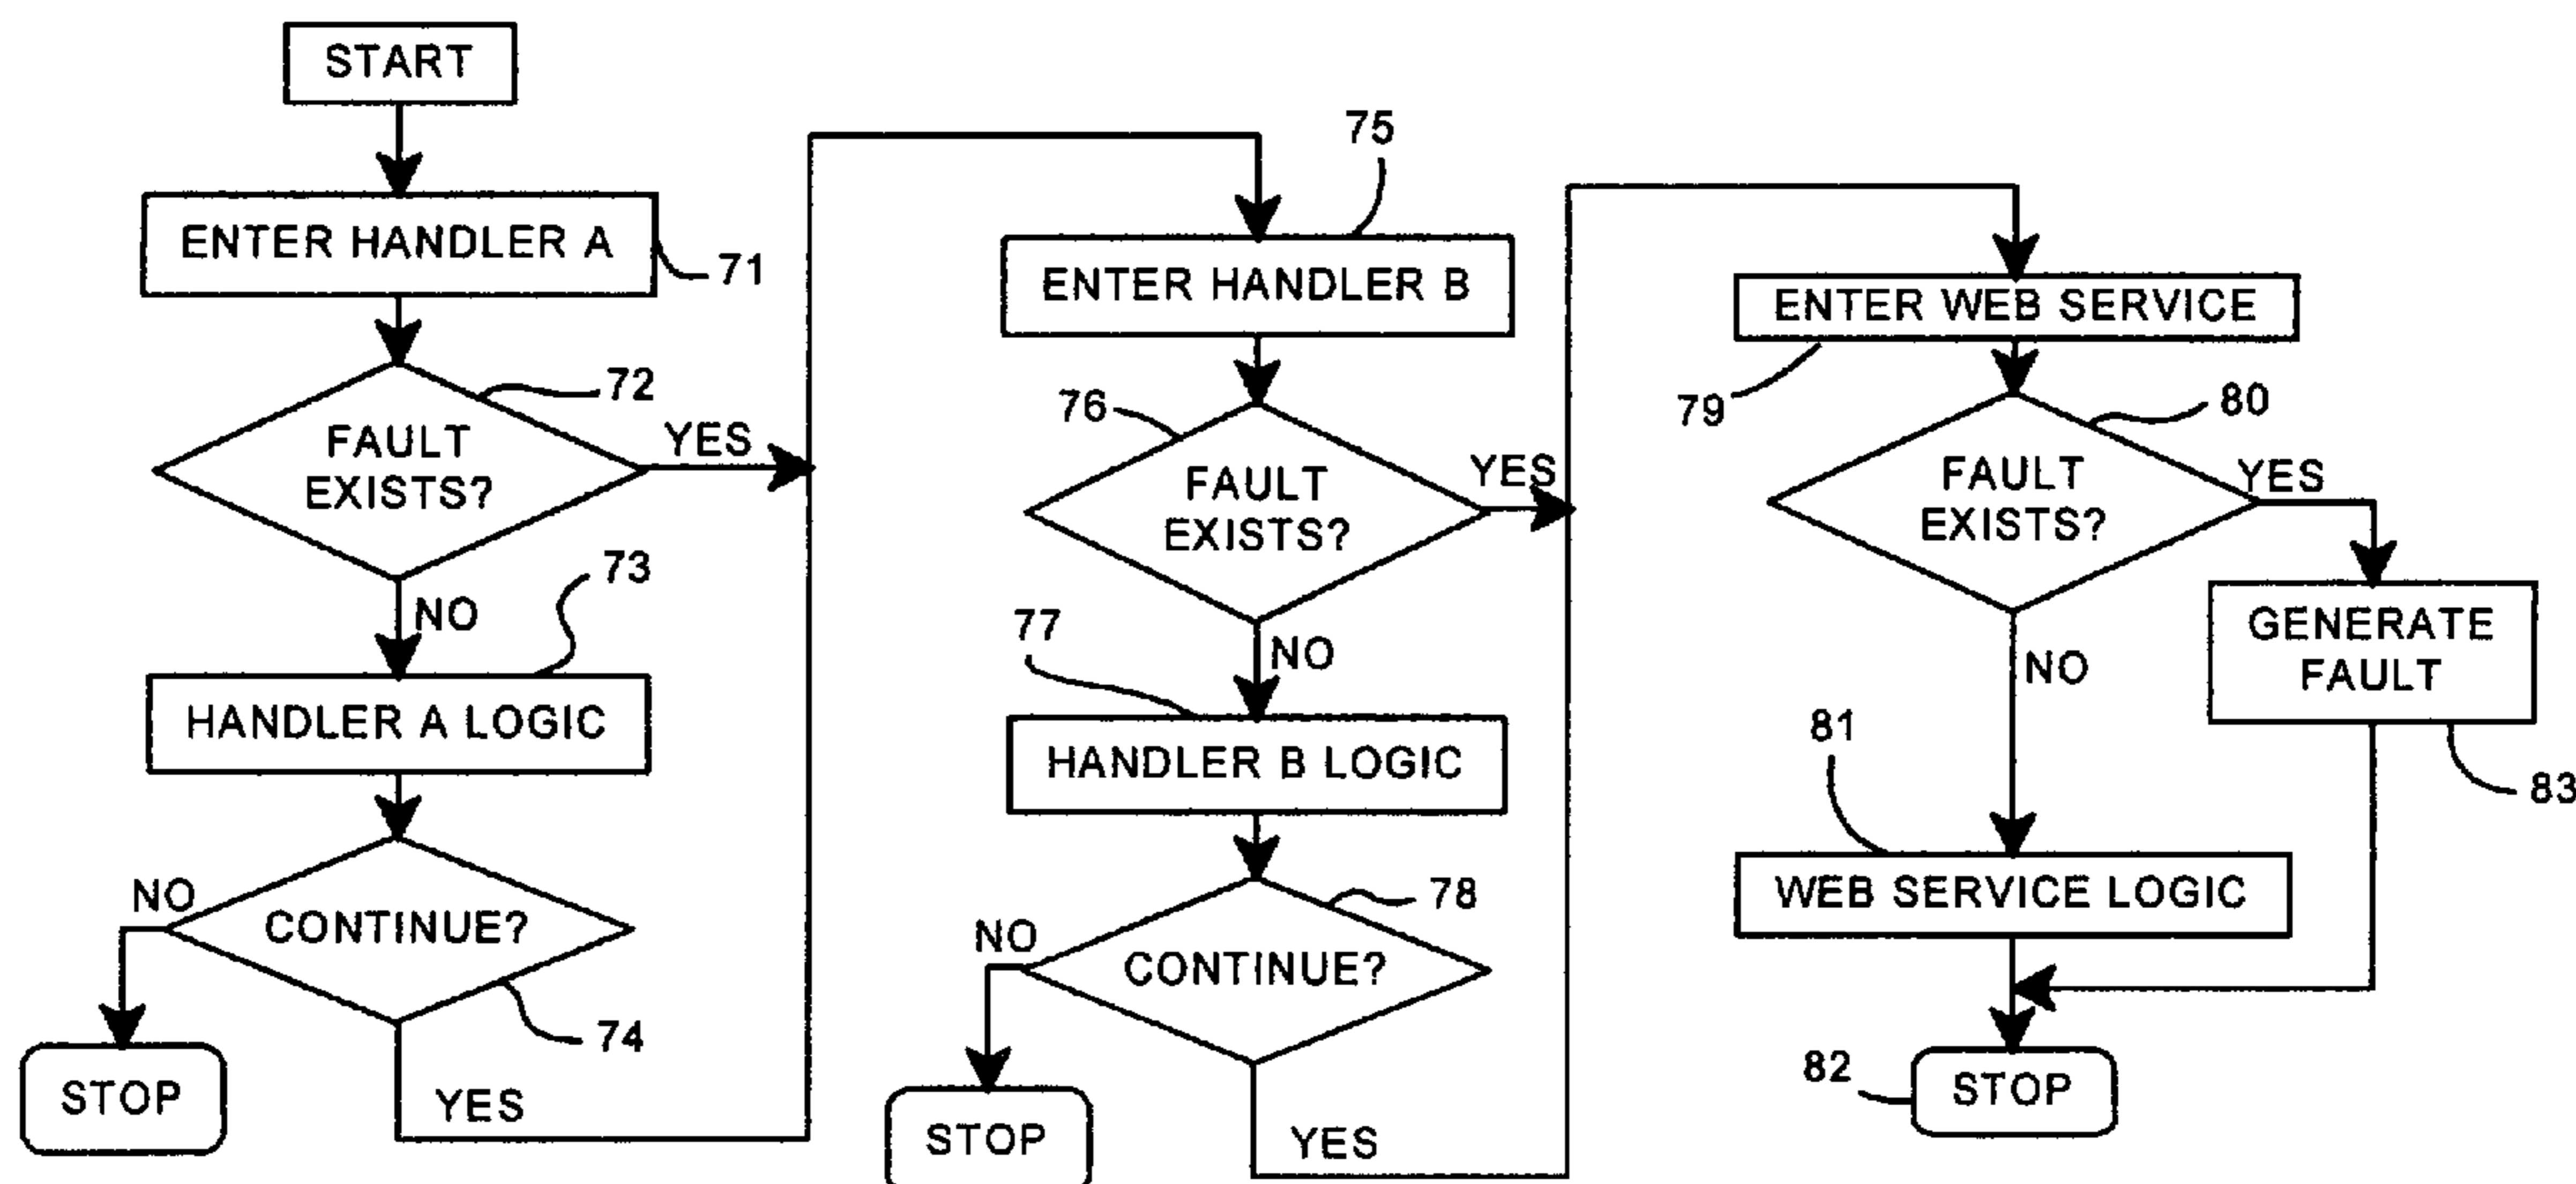 START
ENTER HANDLER A
71
72
FAULT
EXISTS?
YES
NO
73
HANDLER A LOGIC
CONTINUE?
NO
74
STOP
YES
75
ENTER HANDLER B
76
FAULT
EXISTS?
YES
NO
77
HANDLER B LOGIC
78
CONTINUE?
NO
STOP
YES
ENTER WEB SERVICE
79
80
FAULT
EXISTS?
YES
NO
GENERATE
FAULT
83
81
WEB SERVICE LOGIC
82
STOP